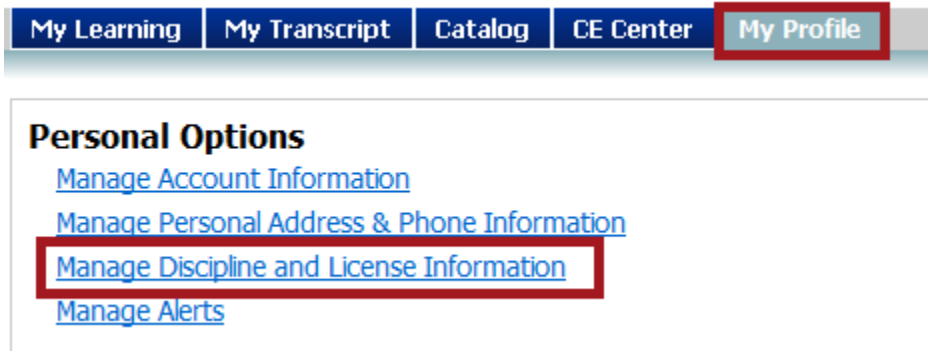 My Learning My Transcript Catalog CE Center My Profile
Personal Options
Manage Account Information
Manage Personal Address & Phone Information
Manage Discipline and License Information
Manage Alerts